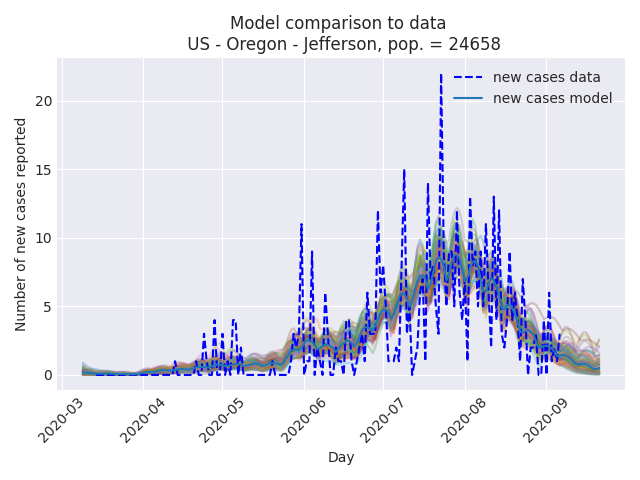 Model comparison to data
US - Oregon - Jefferson, pop. = 24658
new cases data
new cases model
Number of new cases reported
20
15
10
5
0
2020-03
2020-04
2020-05
2020-06
2020-07
2020-08
2020-09
Day